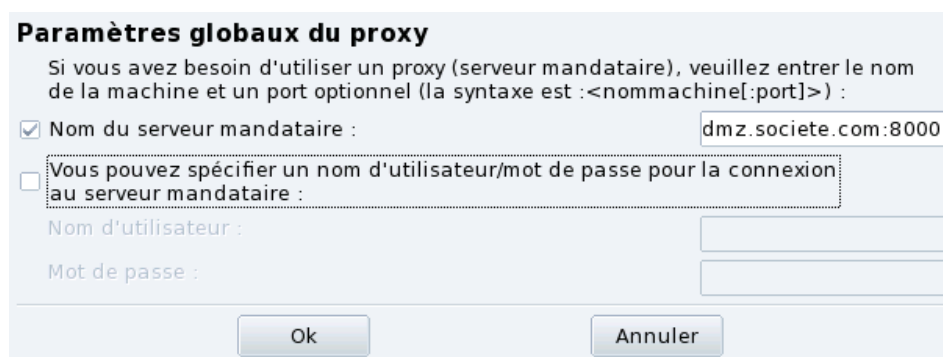 Paramètres globaux du proxy
Si vous avez besoin d'utiliser un proxy (serveur mandataire), veuillez entrer le nom
de la machine et un port optionnel (la syntaxe est :<nommachine[:port]>) :
Nom du serveur mandataire :
dmz.societe.com:8000
Vous pouvez spécifier un nom d'utilisateur/mot de passe pour la connexion
au serveur mandataire :
Nom d'utilisateur :
Mot de passe :
Ok
Annuler